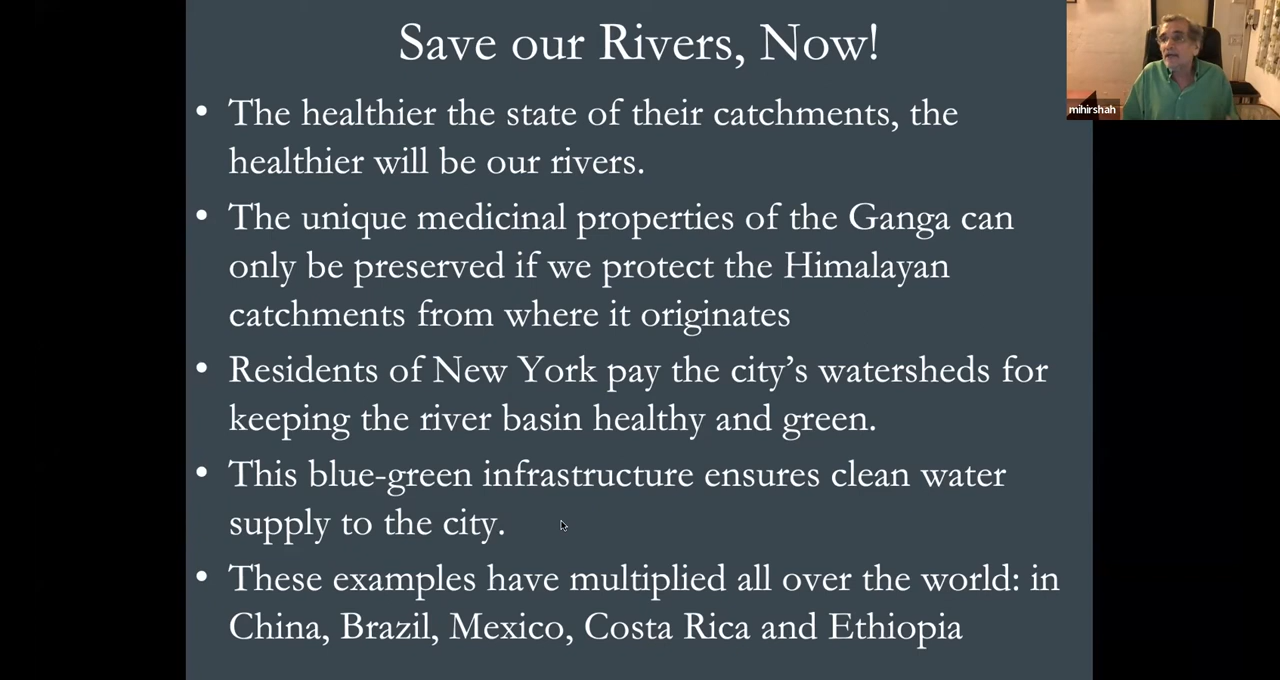 Save our Rivers, Now!
mihirshah
• The healthier the state of their catchments, the
healthier will be our rivers.
• The unique medicinal properties of the Ganga can
only be preserved if we protect the Himalayan
catchments from where it originates
• Residents of New York pay the city’s watersheds for
keeping the river basin healthy and green.
• This blue-green infrastructure ensures clean water
supply to the city.
• These examples have multiplied all over the world: in
China, Brazil, Mexico, Costa Rica and Ethiopia